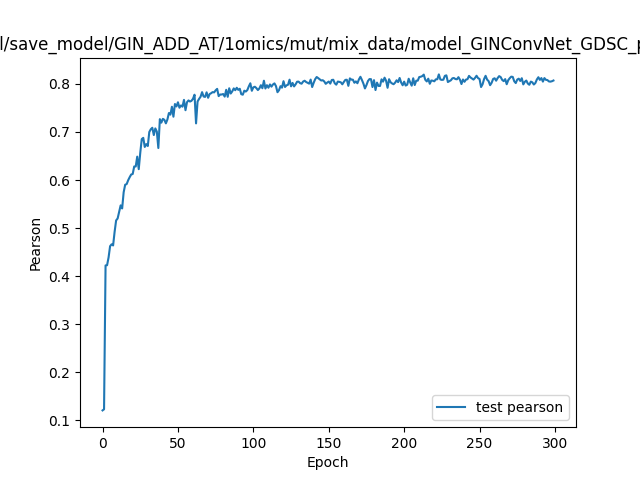 l/save_model/GIN_ADD_AT/1omics/mut/mix_data/model_GINConvNet_GDSC_p
0.8
0.7
0.6
0.5
0.4
0.3
0.2
0.1
Pearson
test pearson
0 50 100 150 200 250 300
Epoch